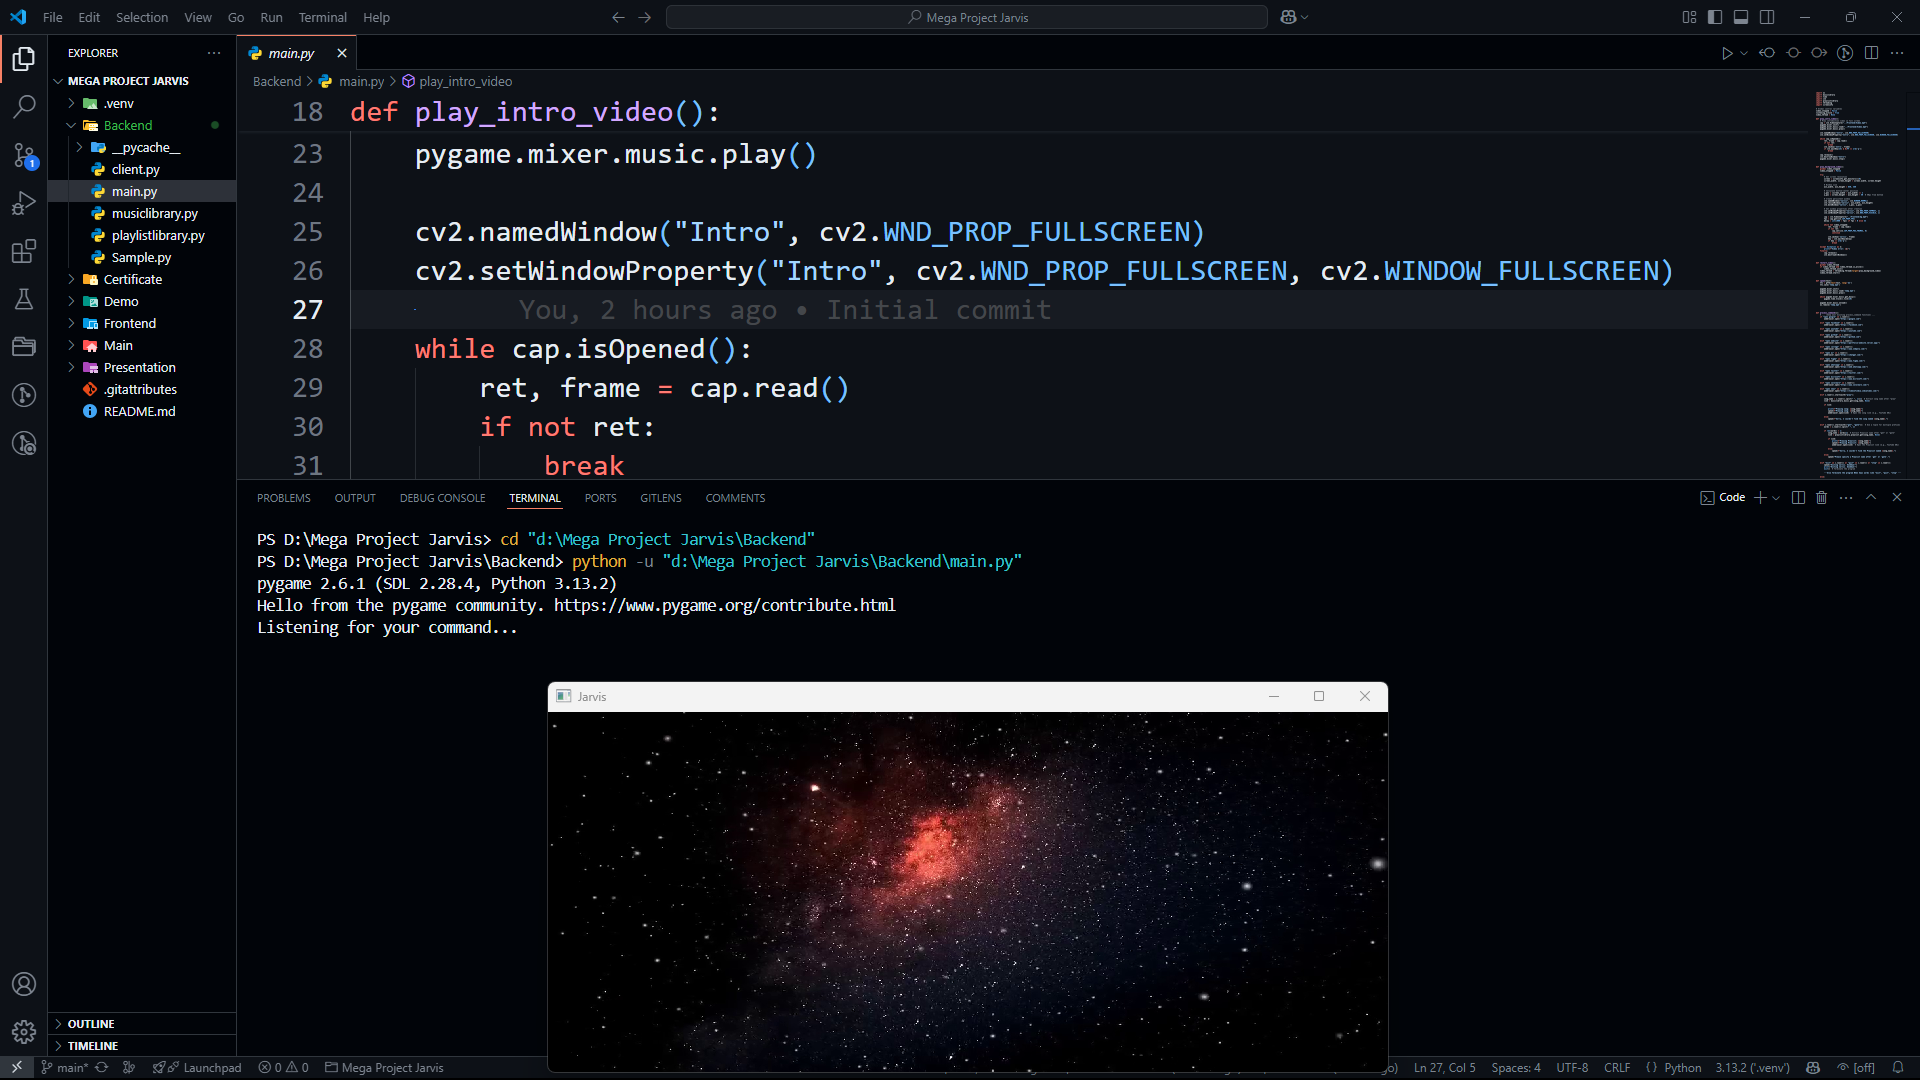 File Edit Selection View Go Run Terminal Help
Mega Project Jarvis
EXPLORER
MEGA PROJECT JARVIS
.venv
Backend
__pycache__
client.py
main.py
musiclibrary.py
playlistlibrary.py
Sample.py
Certificate
Demo
Frontend
Main
Presentation
.gitattributes
README.md
OUTLINE
TIMELINE
1
main.py
Backend > main.py > play_intro_video
18 def play_intro_video():
23 pygame.mixer.music.play()
24
25 cv2.namedWindow("Intro", cv2.WND_PROP_FULLSCREEN)
26 cv2.setWindowProperty("Intro", cv2.WND_PROP_FULLSCREEN, cv2.WINDOW_FULLSCREEN)
27 You, 2 hours ago • Initial commit
28 while cap.isOpened():
29 ret, frame = cap.read()
30 if not ret:
31 break
PROBLEMS OUTPUT DEBUG CONSOLE TERMINAL PORTS GITLENS COMMENTS
Code
PS D:\Mega Project Jarvis> cd "d:\Mega Project Jarvis\Backend"
PS D:\Mega Project Jarvis\Backend> python -u "d:\Mega Project Jarvis\Backend\main.py"
pygame 2.6.1 (SDL 2.28.4, Python 3.13.2)
Hello from the pygame community. https://www.pygame.org/contribute.html
Listening for your command...
Jarvis
main* Launchpad 0 0 Mega Project Jarvis
Ln 27, Col 5 Spaces: 4 UTF-8 CRLF { } Python 3.13.2 ('.venv') [off]